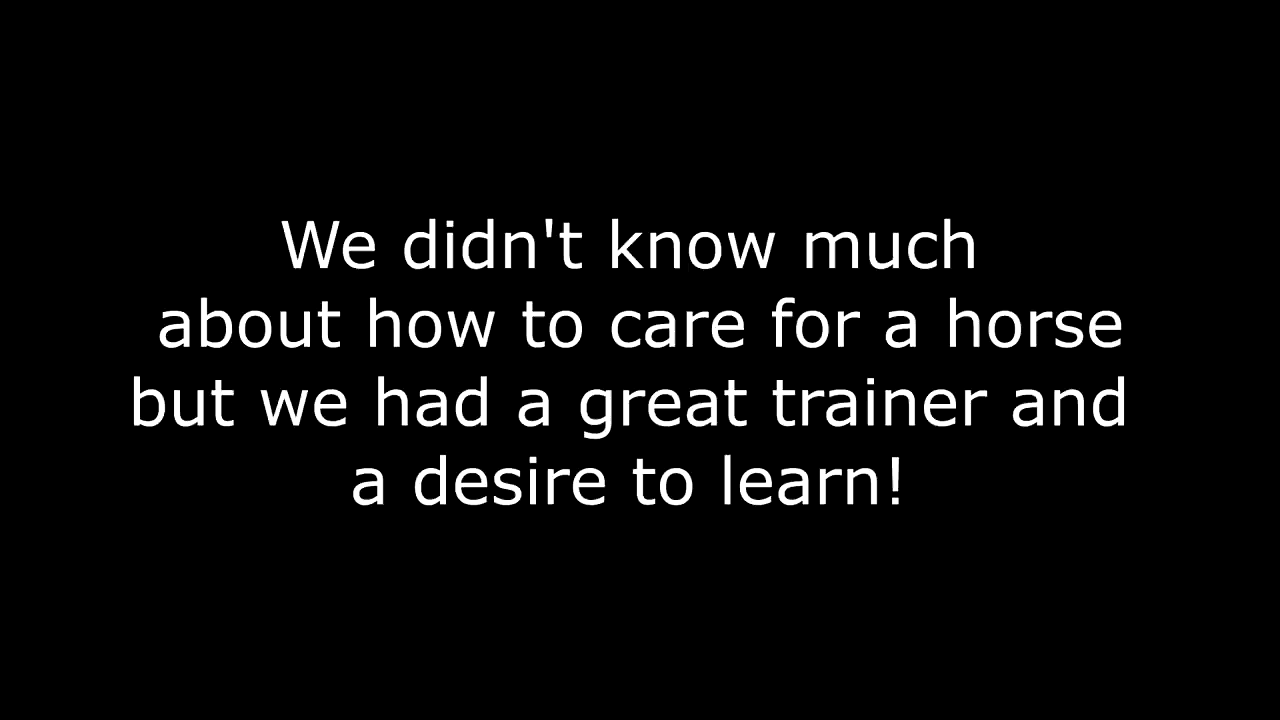 We didn't know much
about how to care for a horse
but we had a great trainer and
a desire to learn!